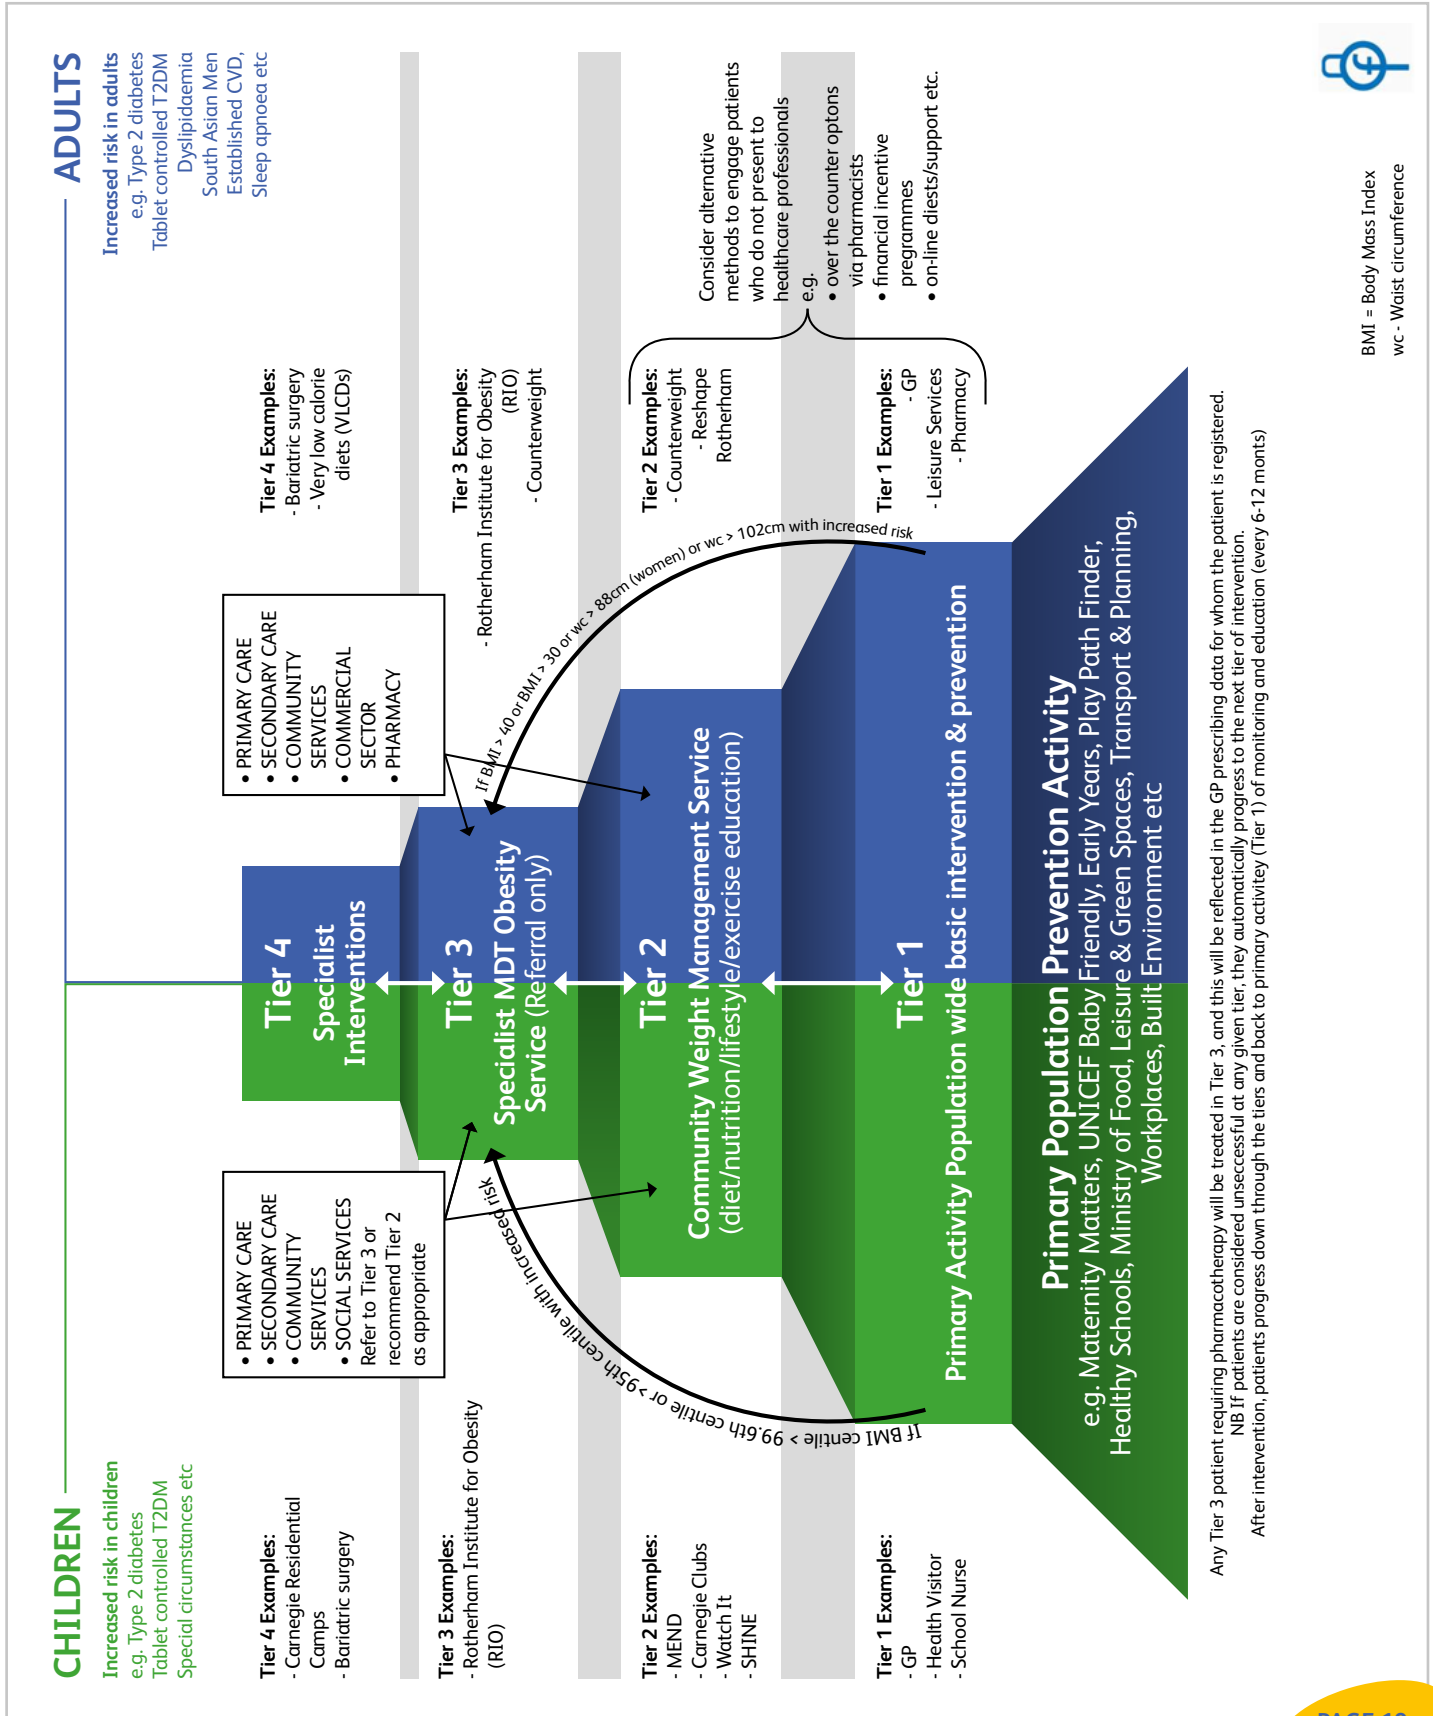 CHILDREN
ADULTS
Increased risk in children
e.g. Type 2 diabetes
Tablet controlled T2DM
Special circumstances etc
Increased risk in adults
e.g. Type 2 diabetes
Tablet controlled T2DM
Dyslipidaemia
South Asian Men
Established CVD,
Sleep apnoea etc
• PRIMARY CARE
• SECONDARY CARE
• COMMUNITY
SERVICES
• SOCIAL SERVICES
Refer to Tier 3 or
recommend Tier 2
as appropriate
• PRIMARY CARE
• SECONDARY CARE
• COMMUNITY
SERVICES
• COMMERCIAL
SECTOR
• PHARMACY
Tier 4 Examples:
- Carnegie Residential
Camps
- Bariatric surgery
Tier 4
Specialist
Interventions
Tier 4 Examples:
- Bariatric surgery
- Very low calorie
diets (VLCDs)
Tier 3 Examples:
- Rotherham Institute for Obesity
(RIO)
Tier 3
Specialist MDT Obesity
Service (Referral only)
Tier 3 Examples:
- Rotherham Institute for Obesity
(RIO)
- Counterweight
If BMI centile > 99.6th centile or >95th centile with increased risk
If BMI > 40 or BMI > 30 or wc > 88cm (women) or wc > 102cm with increased risk
Tier 2 Examples:
- MEND
- Carnegie Clubs
- Watch It
- SHINE
Tier 2
Community Weight Management Service
(diet/nutrition/lifestyle/exercise education)
Tier 2 Examples:
- Counterweight
- Reshape
Rotherham
Consider alternative
methods to engage patients
who do not present to
healthcare professionals
e.g.
• over the counter optons
via pharmacists
• financial incentive
pregrammes
• on-line diests/support etc.
Tier 1 Examples:
- GP
- Health Visitor
- School Nurse
Tier 1
Primary Activity Population wide basic intervention & prevention
Tier 1 Examples:
- GP
- Leisure Services
- Pharmacy
Primary Population Prevention Activity
e.g. Maternity Matters, UNICEF Baby Friendly, Early Years, Play Path Finder,
Healthy Schools, Ministry of Food, Leisure & Green Spaces, Transport & Planning,
Workplaces, Built Environment etc
Any Tier 3 patient requiring pharmacotherapy will be treated in Tier 3, and this will be reflected in the GP prescribing data for whom the patient is registered.
NB If patients are considered unseccessful at any given tier, they automatically progress to the next tier of intervention.
After intervention, patients progress down through the tiers and back to primary activitey (Tier 1) of monitoring and education (every 6-12 monts)
BMI = Body Mass Index
wc - Waist circumference